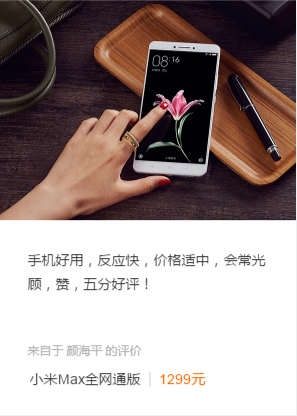 08:16
手机好用，反应快，价格适中，会常光
顾，赞，五分好评！
来自于 颜海平 的评价
小米Max全网通版 | 1299元